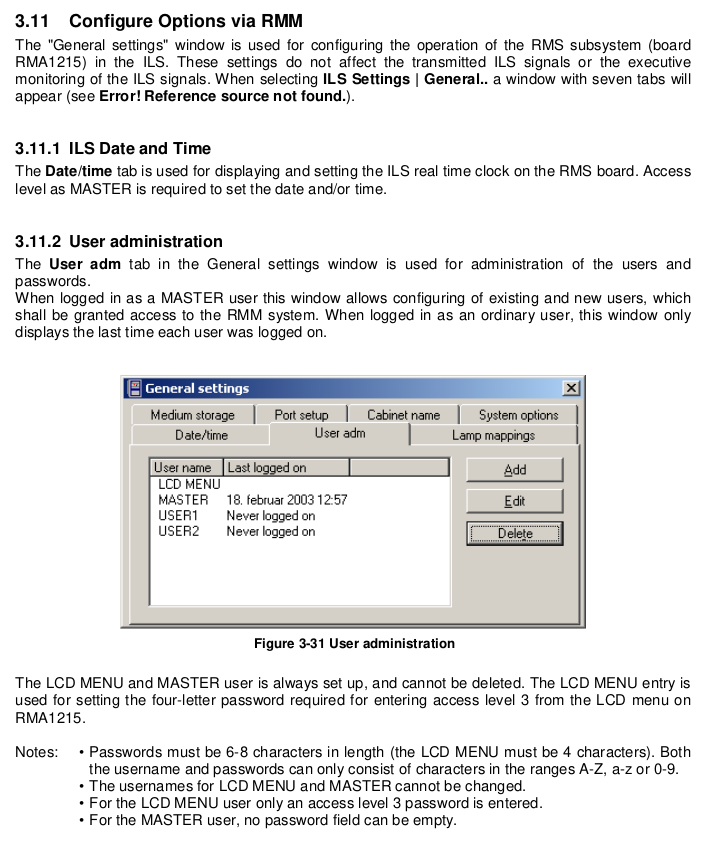 3.11 Configure Options via RMM
The "General settings" window is used for configuring the operation of the RMS subsystem (board
RMA1215) in the ILS. These settings do not affect the transmitted ILS signals or the executive
monitoring of the ILS signals. When selecting ILS Settings | General.. a window with seven tabs will
appear (see Error! Reference source not found.).
3.11.1 ILS Date and Time
The Date/time tab is used for displaying and setting the ILS real time clock on the RMS board. Access
level as MASTER is required to set the date and/or time.
3.11.2 User administration
The User adm tab in the General settings window is used for administration of the users and
passwords.
When logged in as a MASTER user this window allows configuring of existing and new users, which
shall be granted access to the RMM system. When logged in as an ordinary user, this window only
displays the last time each user was logged on.
General settings
Medium storage Port setup Cabinet name System options
Date/time User adm Lamp mappings
User name Last logged on Add
LCD MENU
MASTER 18. februar 2003 12:57 Edit
USER1 Never logged on
USER2 Never logged on Delete
Figure 3-31 User administration
The LCD MENU and MASTER user is always set up, and cannot be deleted. The LCD MENU entry is
used for setting the four-letter password required for entering access level 3 from the LCD menu on
RMA1215.
Notes: • Passwords must be 6-8 characters in length (the LCD MENU must be 4 characters). Both
the username and passwords can only consist of characters in the ranges A-Z, a-z or 0-9.
• The usernames for LCD MENU and MASTER cannot be changed.
• For the LCD MENU user only an access level 3 password is entered.
• For the MASTER user, no password field can be empty.